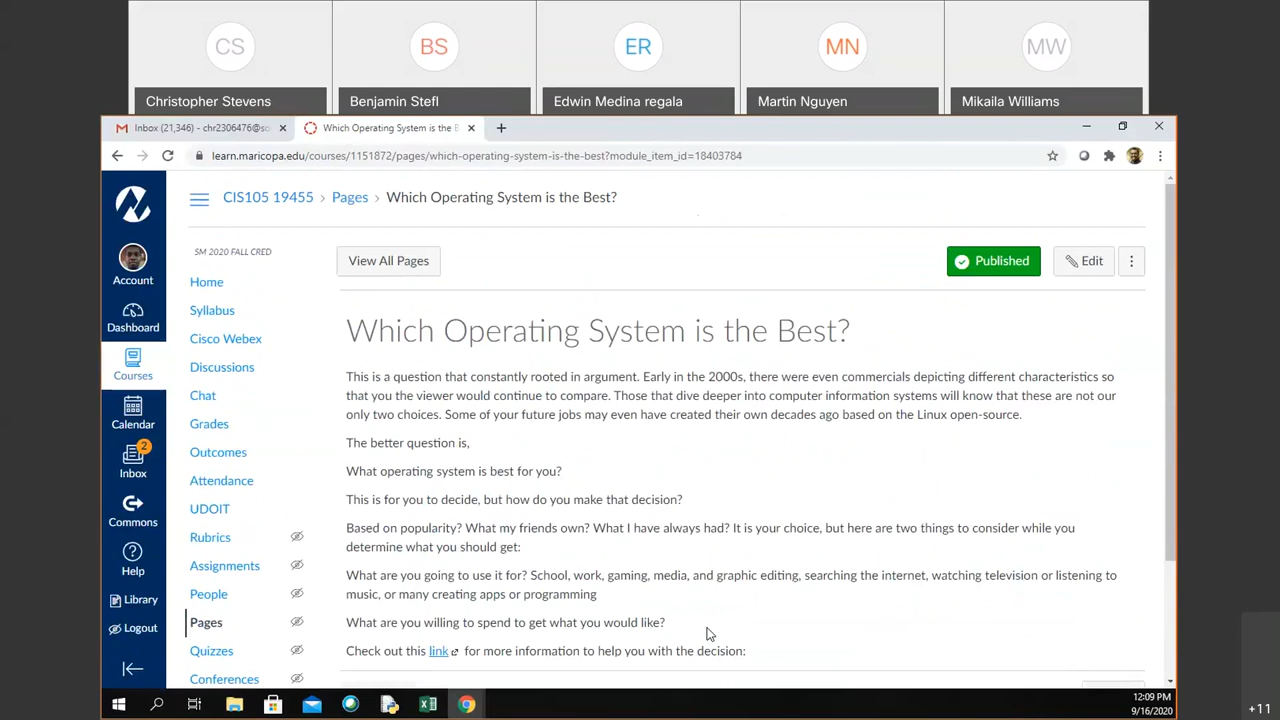 CS
BS
ER
MN
MW
Christopher Stevens
Benjamin Stefl
Edwin Medina regala
Martin Nguyen
Mikaila Williams
Inbox (21,346) - chr2306476@so
Which Operating System is the B
learn.maricopa.edu/courses/1151872/pages/which-operating-system-is-the-best?module_item_id=18403784
CIS105 19455 › Pages › Which Operating System is the Best?
Account
Dashboard
Courses
Calendar
2
Inbox
Commons
Help
Library
Logout
SM 2020 FALL CRED
Home
Syllabus
Cisco Webex
Discussions
Chat
Grades
Outcomes
Attendance
UDOIT
Rubrics
Assignments
People
Pages
Quizzes
Conferences
View All Pages
Published
Edit
Which Operating System is the Best?
This is a question that constantly rooted in argument. Early in the 2000s, there were even commercials depicting different characteristics so
that you the viewer would continue to compare. Those that dive deeper into computer information systems will know that these are not our
only two choices. Some of your future jobs may even have created their own decades ago based on the Linux open-source.
The better question is,
What operating system is best for you?
This is for you to decide, but how do you make that decision?
Based on popularity? What my friends own? What I have always had? It is your choice, but here are two things to consider while you
determine what you should get:
What are you going to use it for? School, work, gaming, media, and graphic editing, searching the internet, watching television or listening to
music, or many creating apps or programming
What are you willing to spend to get what you would like?
Check out this link for more information to help you with the decision:
12:09 PM
9/16/2020
+11